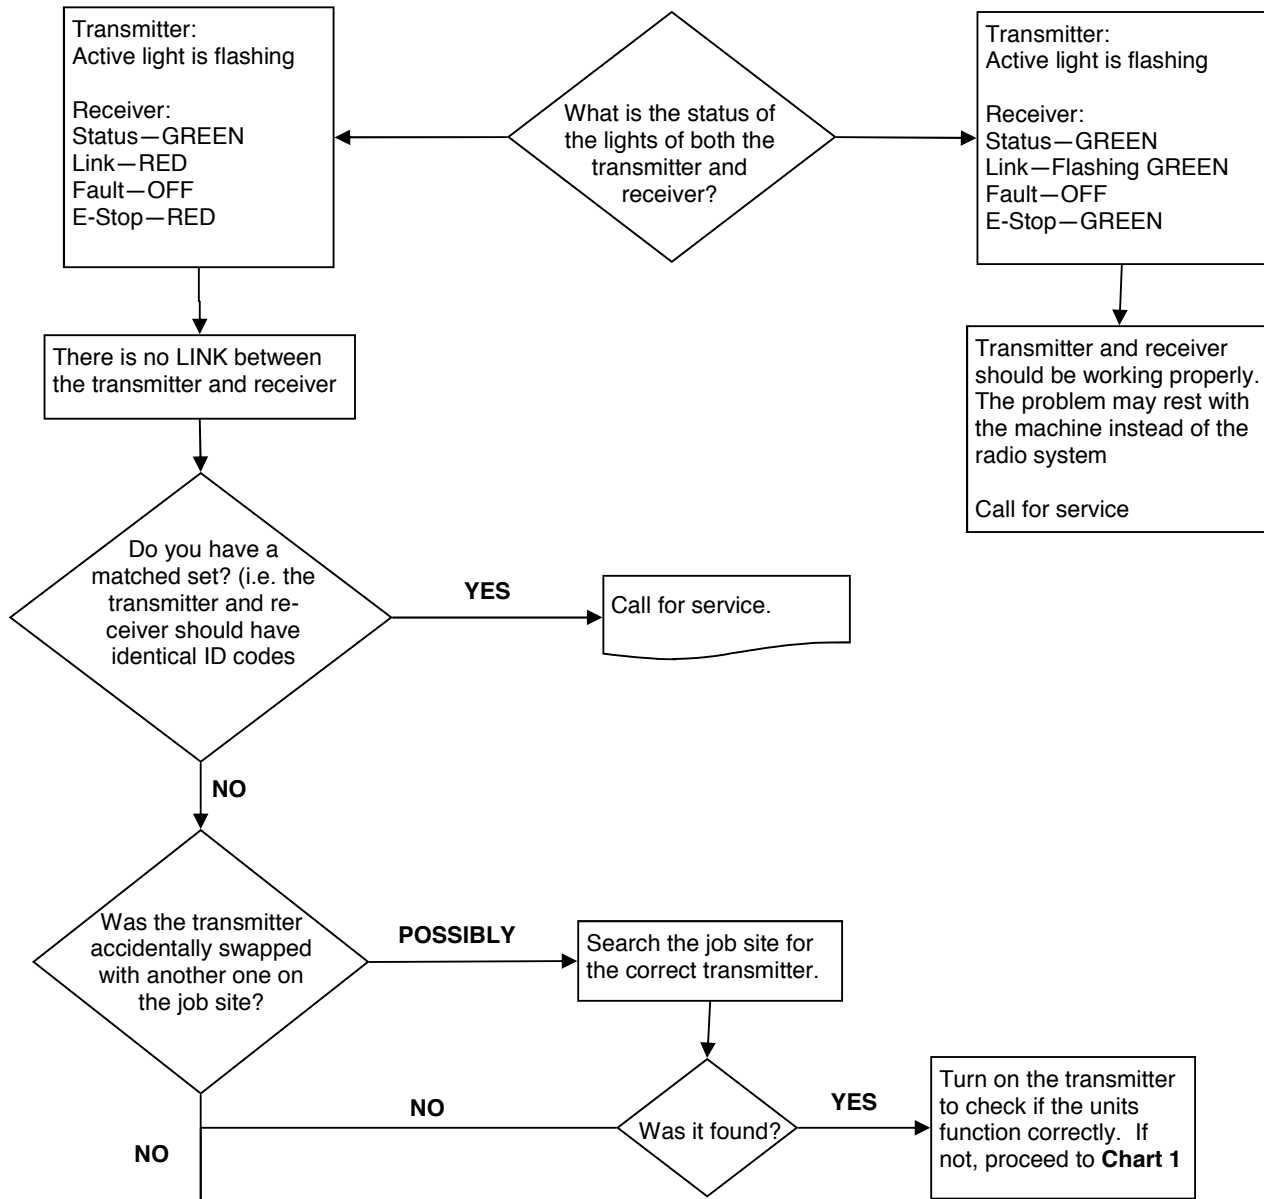 Transmitter:
Active light is flashing
Receiver:
Status—GREEN
Link—RED
Fault—OFF
E-Stop—RED
What is the status of
the lights of both the
transmitter and
receiver?
Transmitter:
Active light is flashing
Receiver:
Status—GREEN
Link—Flashing GREEN
Fault—OFF
E-Stop—GREEN
There is no LINK between
the transmitter and receiver
Transmitter and receiver
should be working properly.
The problem may rest with
the machine instead of the
radio system
Call for service
Do you have a
matched set? (i.e. the
transmitter and re-
ceiver should have
identical ID codes
YES
Call for service.
NO
Was the transmitter
accidentally swapped
with another one on
the job site?
POSSIBLY
Search the job site for
the correct transmitter.
NO
Was it found?
YES
Turn on the transmitter
to check if the units
function correctly.  If
not, proceed to Chart 1
NO